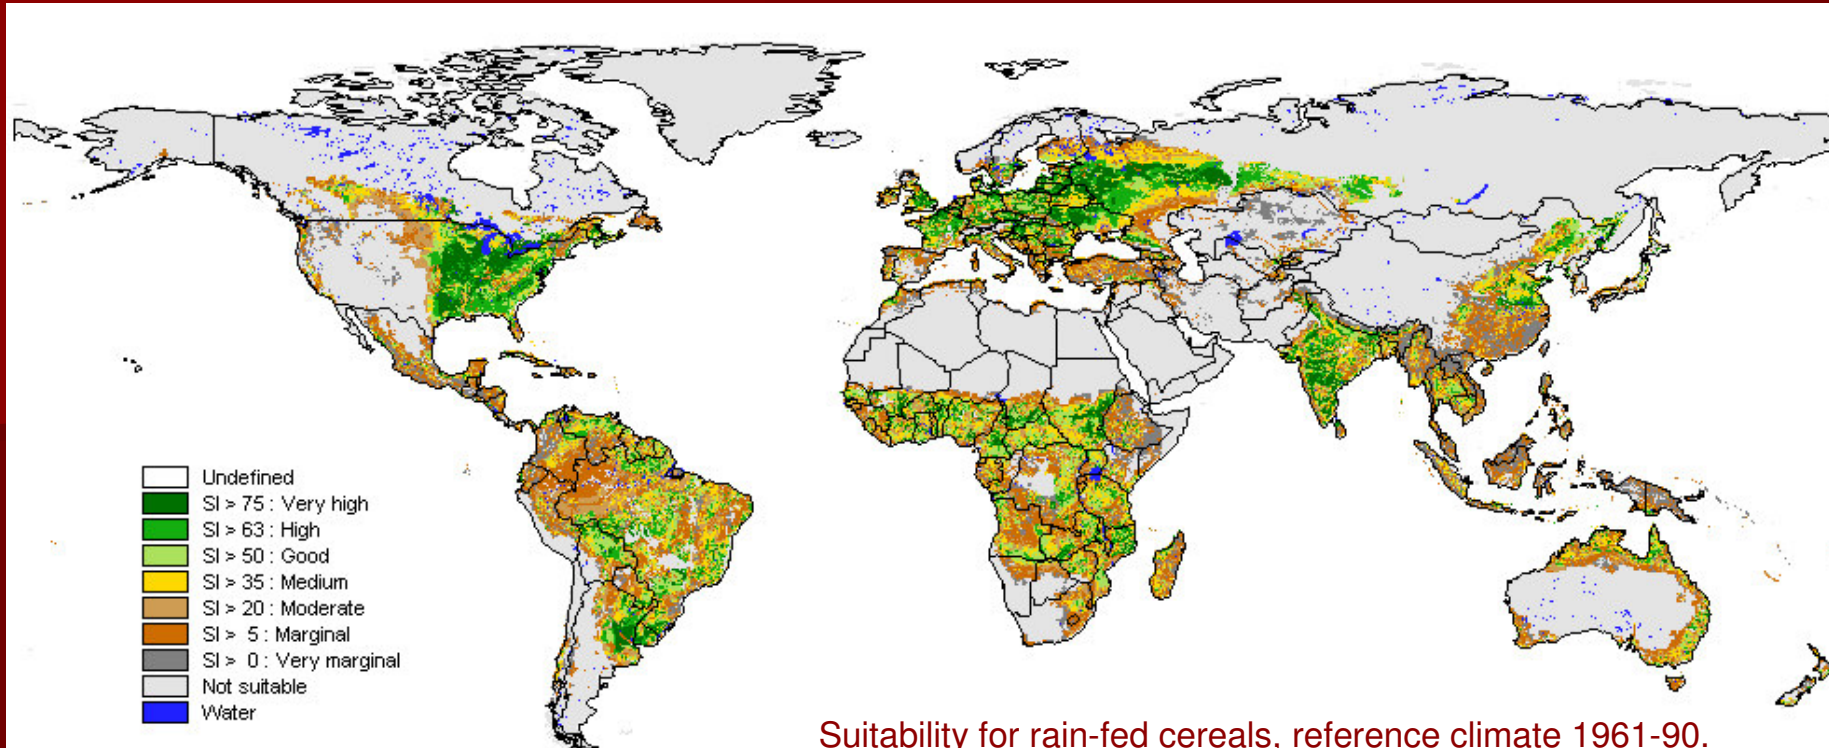 Undefined
SI > 75 : Very high
SI > 63 : High
SI > 50 : Good
SI > 35 : Medium
SI > 20 : Moderate
SI > 5 : Marginal
SI > 0 : Very marginal
Not suitable
Water
Suitability for rain-fed cereals, reference climate 1961-90.